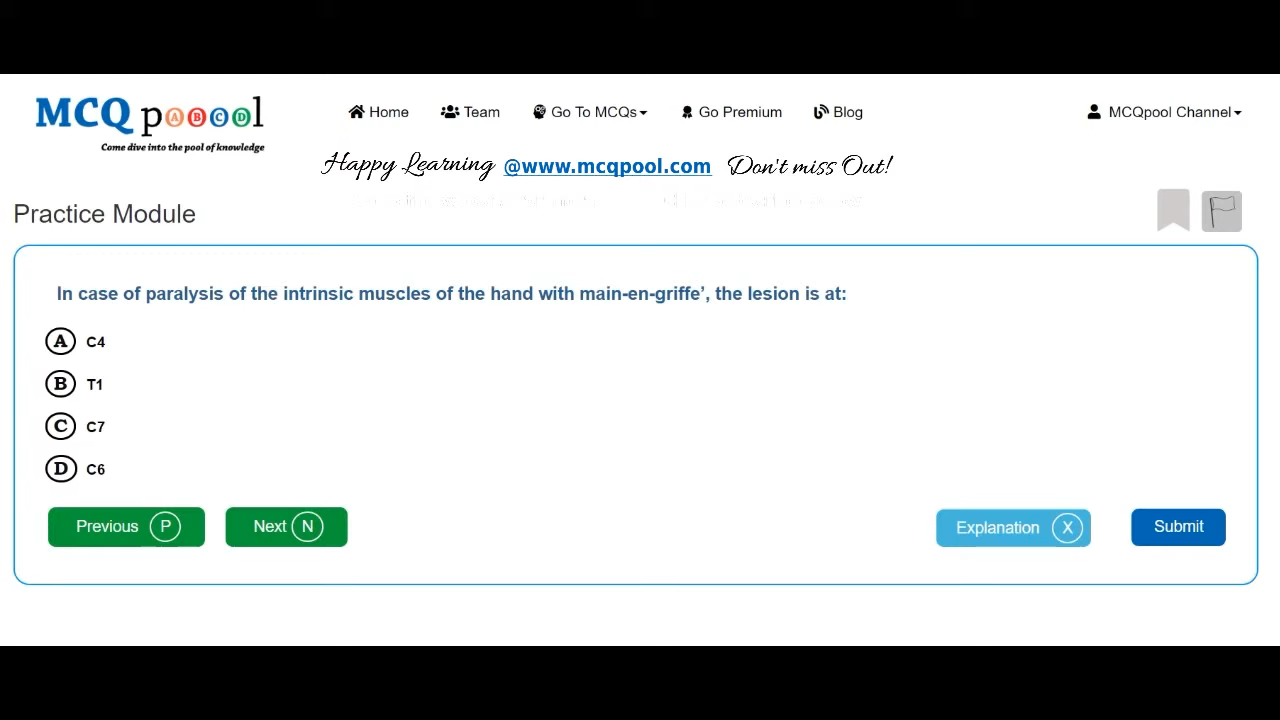 MCQ poool
Come dive into the pool of knowledge
Home Team Go To MCQs Go Premium Blog MCQpool Channel
Happy Learning @www.mcqpool.com Don't miss Out!
Practice Module
In case of paralysis of the intrinsic muscles of the hand with main-en-griffe’, the lesion is at:
A C4
B T1
C C7
D C6
Previous P Next N Explanation X Submit